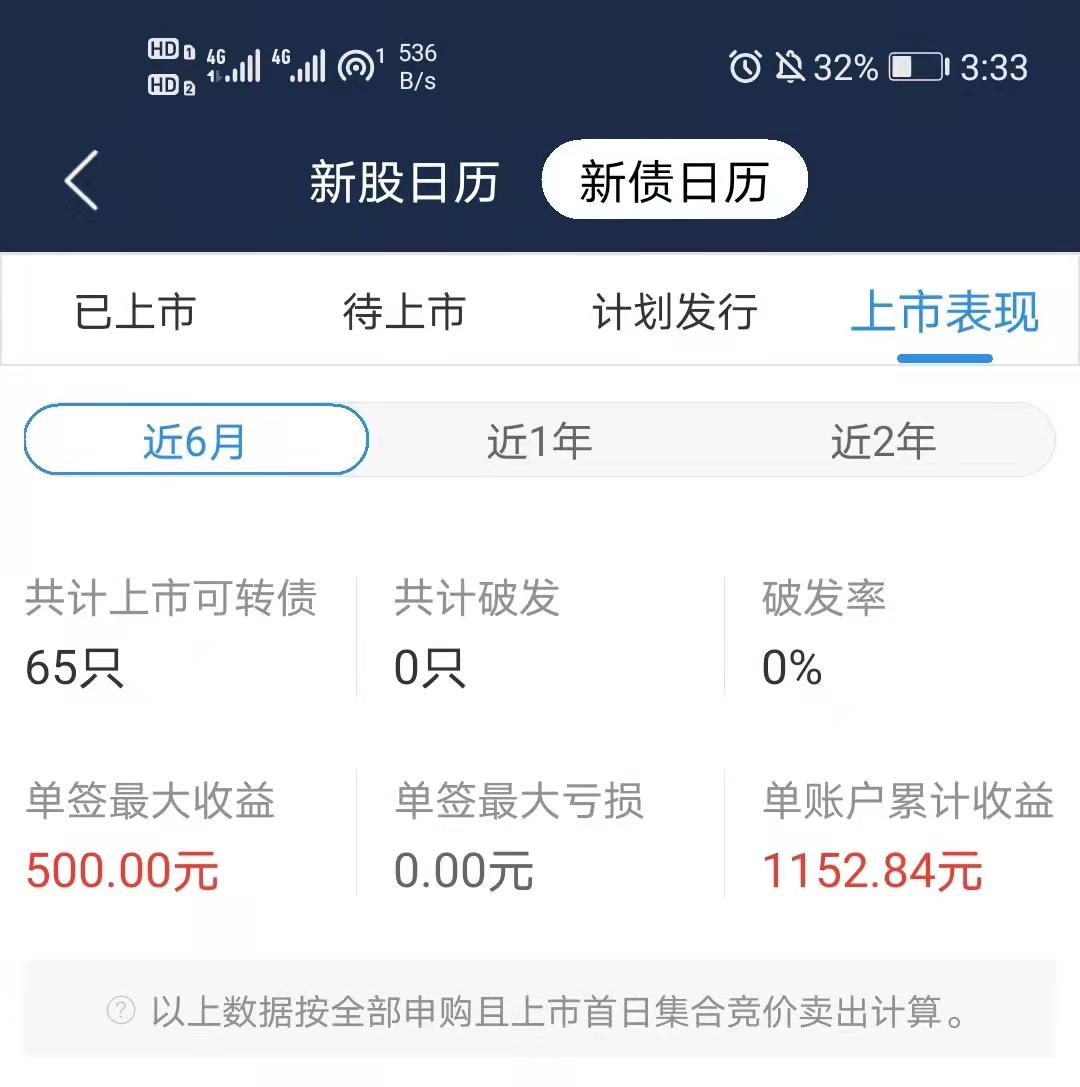 HD 1 4G 4G 1 536 32% 3:33
HD 2 B/s
新股日历 新债日历
已上市 待上市 计划发行 上市表现
近6月 近1年 近2年
共计上市可转债 共计破发 破发率
65只 0只 0%
单签最大收益 单签最大亏损 单账户累计收益
500.00元 0.00元 1152.84元
? 以上数据按全部申购且上市首日集合竞价卖出计算。